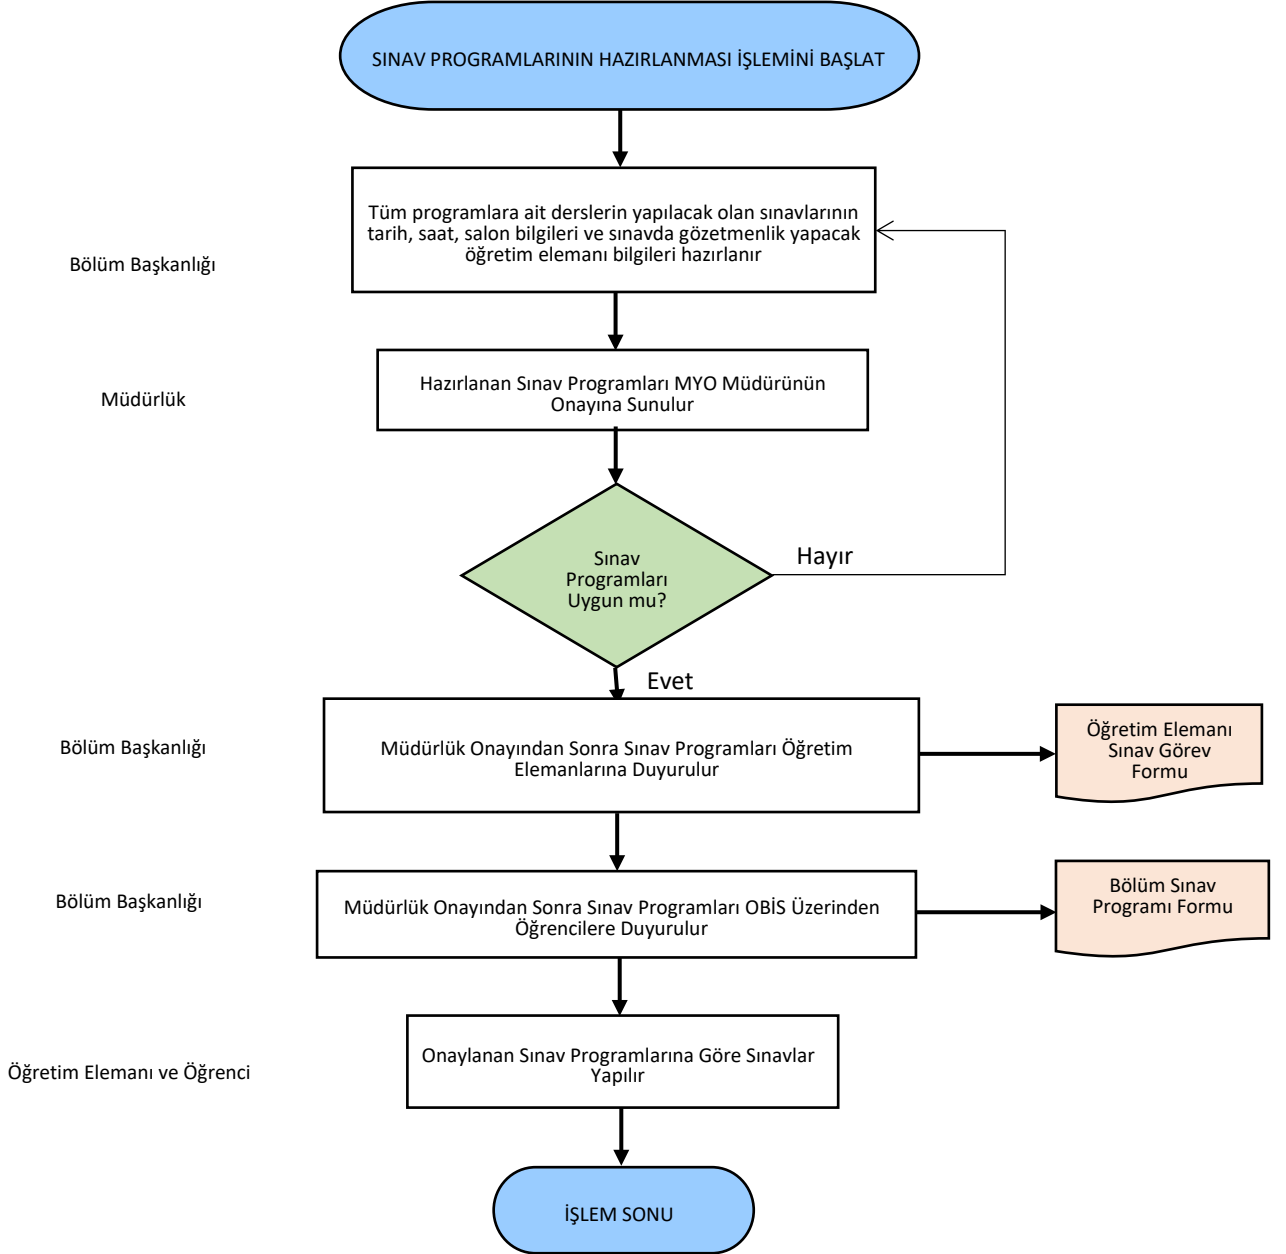 SINAV PROGRAMLARININ HAZIRLANMASI İŞLEMİNİ BAŞLAT
Tüm programlara ait derslerin yapılacak olan sınavlarının
tarih, saat, salon bilgileri ve sınavda gözetmenlik yapacak
öğretim elemanı bilgileri hazırlanır
Bölüm Başkanlığı
Hazırlanan Sınav Programları MYO Müdürünün
Onayına Sunulur
Müdürlük
Sınav
Programları
Uygun mu?
Hayır
Evet
Bölüm Başkanlığı
Müdürlük Onayından Sonra Sınav Programları Öğretim
Elemanlarına Duyurulur
Öğretim Elemanı
Sınav Görev
Formu
Bölüm Başkanlığı
Müdürlük Onayından Sonra Sınav Programları OBİS Üzerinden
Öğrencilere Duyurulur
Bölüm Sınav
Programı Formu
Öğretim Elemanı ve Öğrenci
Onaylanan Sınav Programlarına Göre Sınavlar
Yapılır
İŞLEM SONU